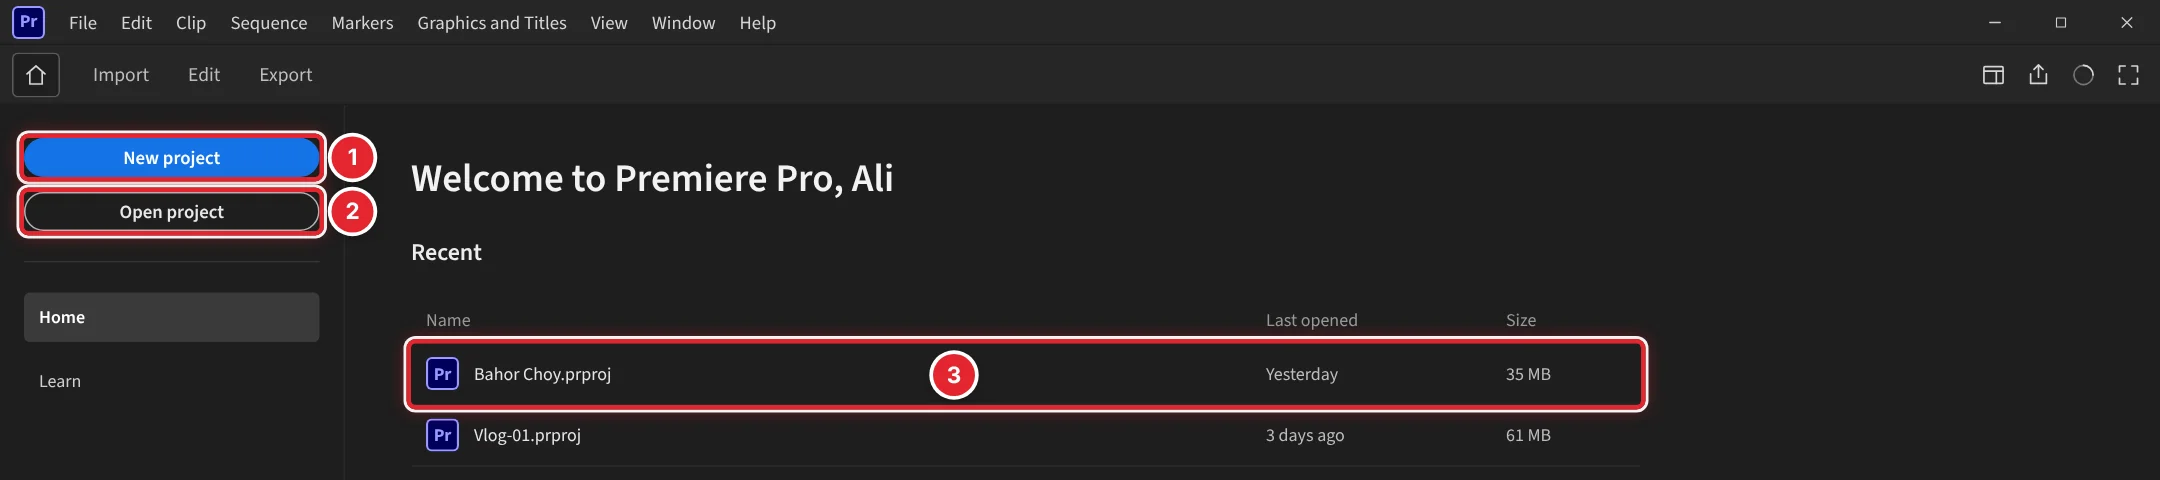 Pr File Edit Clip Sequence Markers Graphics and Titles View Window Help
Import Edit Export
New project 1
Open project 2
Home
Learn
Welcome to Premiere Pro, Ali
Recent
Name Last opened Size
Pr Bahor Choy.prproj 3 Yesterday 35 MB
Pr Vlog-01.prproj 3 days ago 61 MB